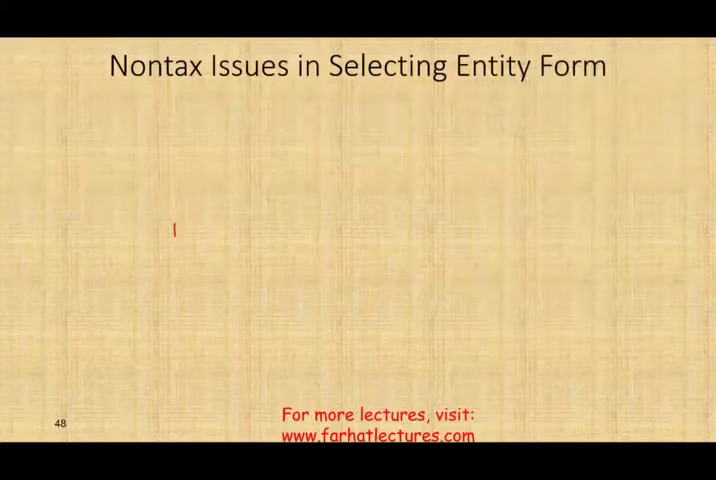 Nontax Issues in Selecting Entity Form
48
For more lectures, visit:
www.farhatlectures.com